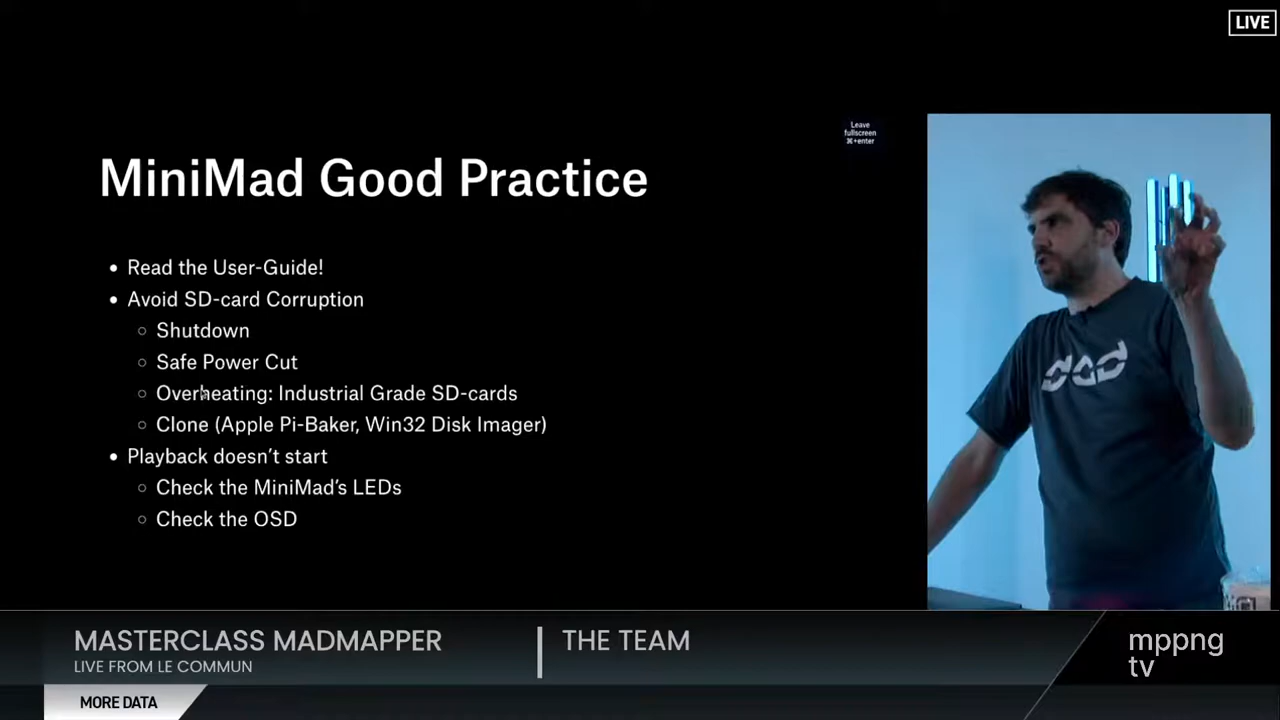 LIVE
Leave
fullscreen
⌘+enter
MiniMad Good Practice
• Read the User-Guide!
• Avoid SD-card Corruption
○ Shutdown
○ Safe Power Cut
○ Overheating: Industrial Grade SD-cards
○ Clone (Apple Pi-Baker, Win32 Disk Imager)
• Playback doesn’t start
○ Check the MiniMad’s LEDs
○ Check the OSD
mad
MASTERCLASS MADMAPPER
LIVE FROM LE COMMUN
THE TEAM
mppng
tv
MORE DATA